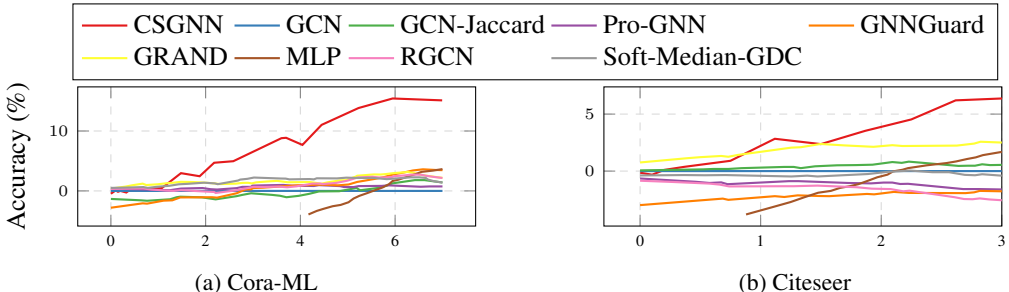 CSGNN GCN GCN-Jaccard Pro-GNN GNNGuard
GRAND MLP RGCN Soft-Median-GDC
Accuracy (%)
10
0
0 2 4 6
(a) Cora-ML
5
0
0 1 2 3
(b) Citeseer